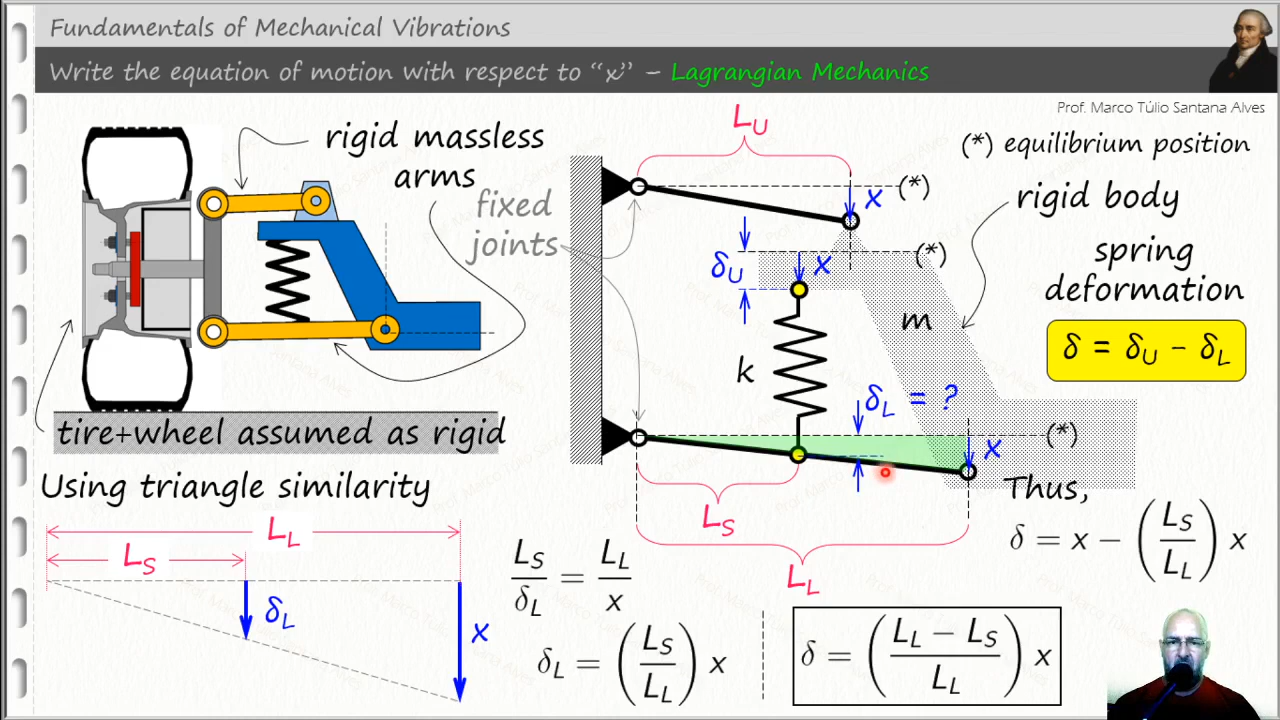 Fundamentals of Mechanical Vibrations
Write the equation of motion with respect to “x” – Lagrangian Mechanics
Prof. Marco Túlio Santana Alves
rigid massless
arms
fixed
joints
L_U
(*) equilibrium position
x
(*)
rigid body
δ_U
x
(*)
spring
deformation
m
δ = δ_U - δ_L
k
δ_L = ?
tire+wheel assumed as rigid
(*)
x
Using triangle similarity
L_S
Thus,
δ = x − (L_S/L_L) x
L_L
L_L
L_S
L_S/δ_L = L_L/x
δ_L
x
δ_L = (L_S/L_L) x
δ = ((L_L − L_S)/L_L) x